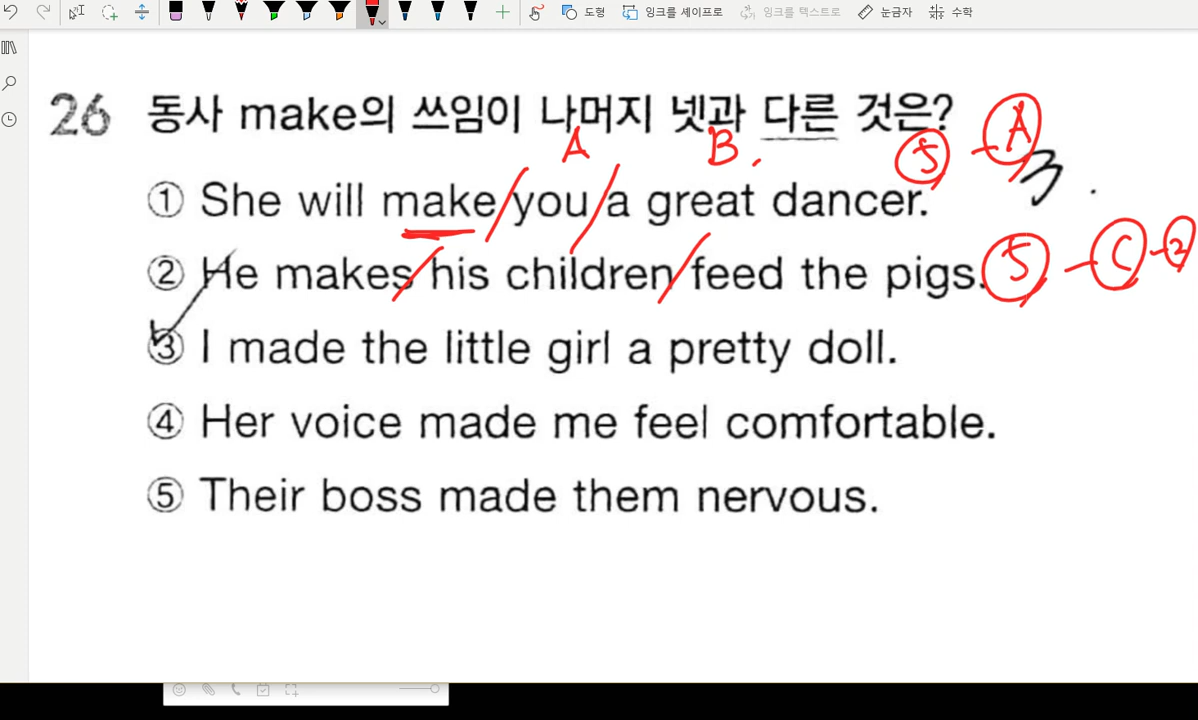 도형 잉크를 셰이프로 잉크를 텍스트로 눈금자 수학
26 동사 make의 쓰임이 나머지 넷과 다른 것은?
A B 5 - A
3.
① She will make/you/a great dancer.
② He makes/his children/feed the pigs. 5 - C - 2
③ I made the little girl a pretty doll.
④ Her voice made me feel comfortable.
⑤ Their boss made them nervous.